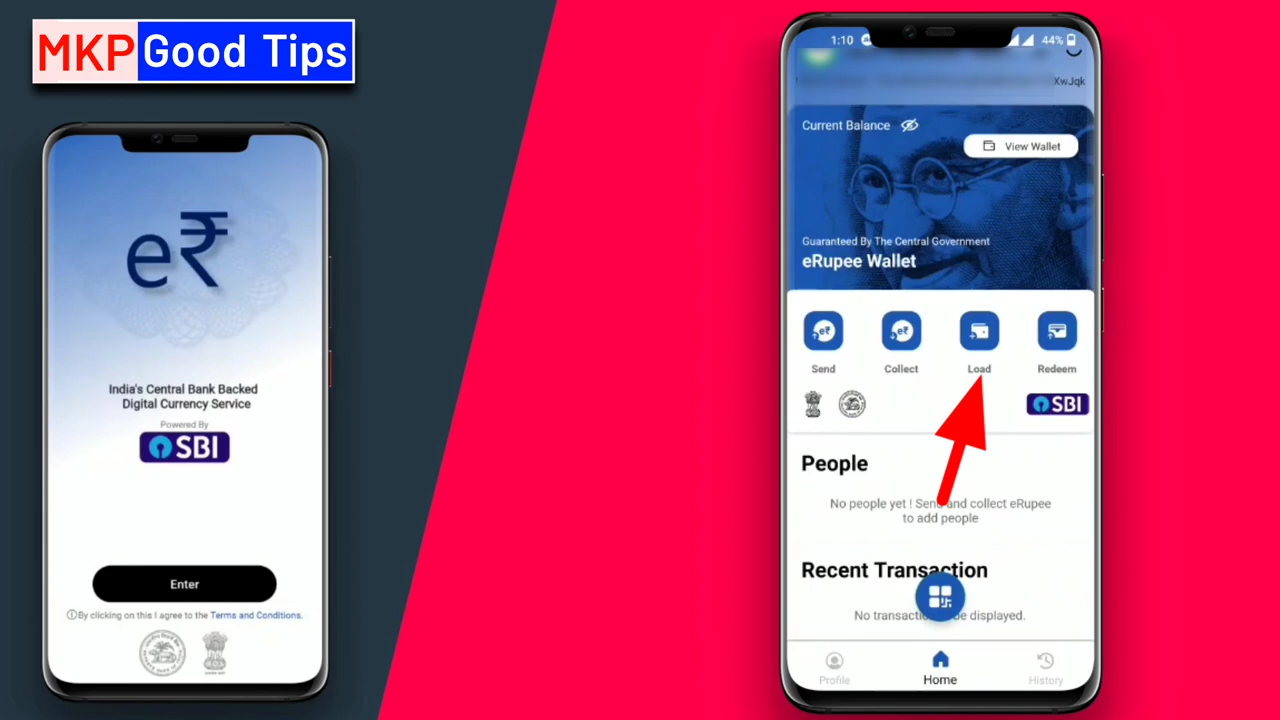 MKP Good Tips
e₹
India's Central Bank Backed
Digital Currency Service
Powered By
SBI
Enter
By clicking on this I agree to the Terms and Conditions.
1:10
44%
XwJqk
Current Balance
View Wallet
Guaranteed By The Central Government
eRupee Wallet
e₹ e₹
Send Collect Load Redeem
SBI
People
No people yet ! Send and collect eRupee
to add people
Recent Transaction
be displayed.
Profile Home History